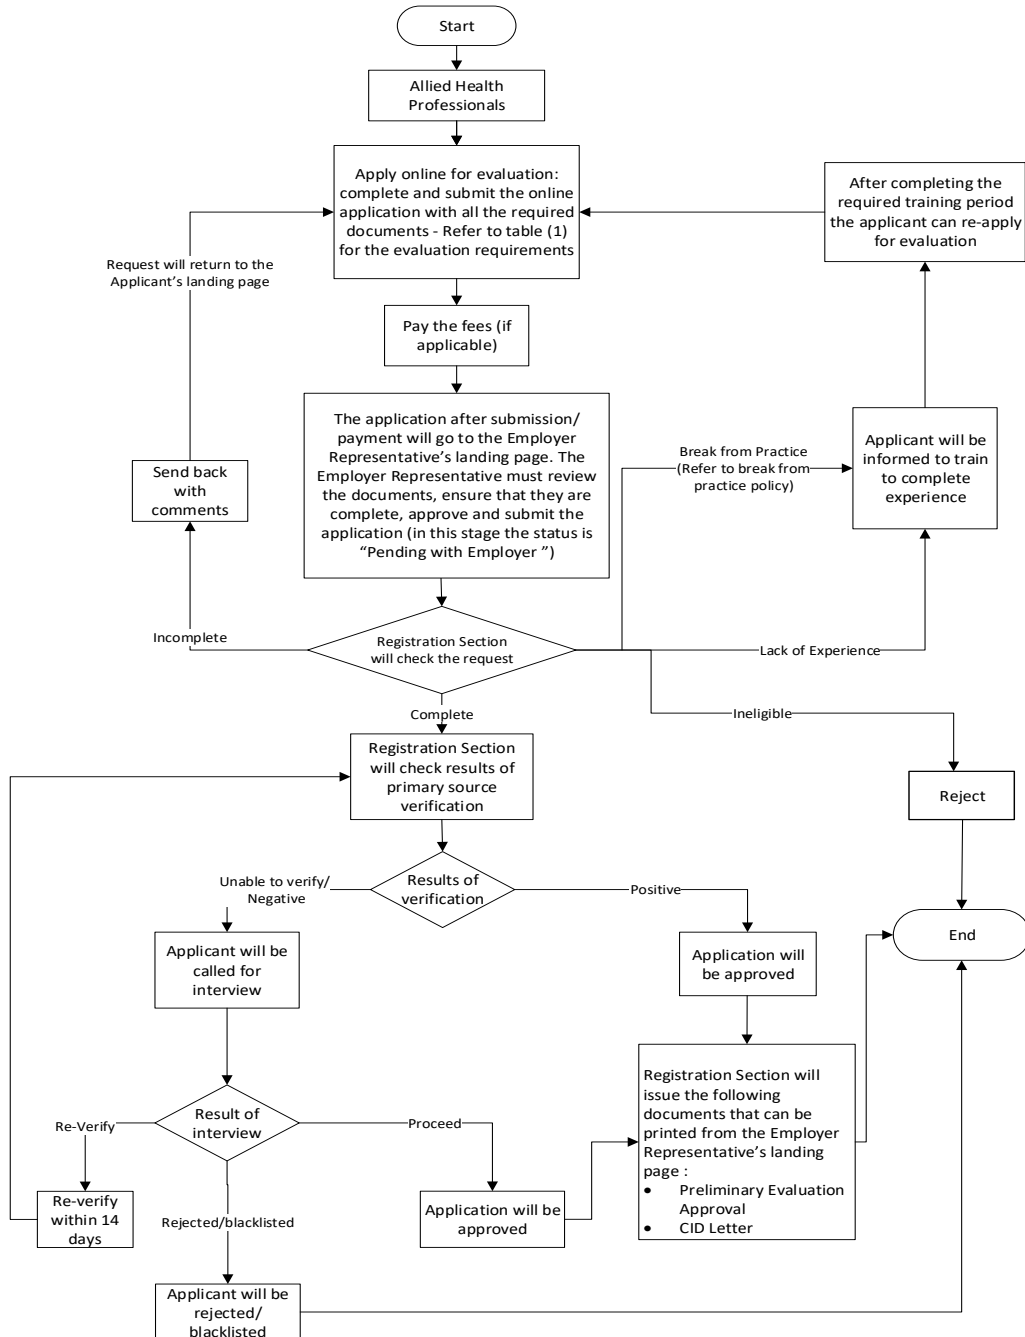 Start
Allied Health
Professionals
Apply online for evaluation:
complete and submit the online
application with all the required
documents - Refer to table (1)
for the evaluation requirements
After completing the
required training period
the applicant can re-apply
for evaluation
Request will return to the
Applicant's landing page
Pay the fees (if
applicable)
The application after submission/
payment will go to the Employer
Representative's landing page. The
Employer Representative must review
the documents, ensure that they are
complete, approve and submit the
application (in this stage the status is
“Pending with Employer ”)
Break from Practice
(Refer to break from
practice policy)
Applicant will be
informed to train
to complete
experience
Send back
with
comments
Incomplete
Registration Section
will check the request
Lack of Experience
Complete
Ineligible
Registration Section
will check results of
primary source
verification
Reject
Unable to verify/
Negative
Results of
verification
Positive
End
Applicant will be
called for
interview
Application will
be approved
Registration Section will
issue the following
documents that can be
printed from the Employer
Representative's landing
page :
• Preliminary Evaluation
Approval
• CID Letter
Re-Verify
Result of
interview
Proceed
Re-verify
within 14
days
Rejected/blacklisted
Application will be
approved
Applicant will be
rejected/
blacklisted